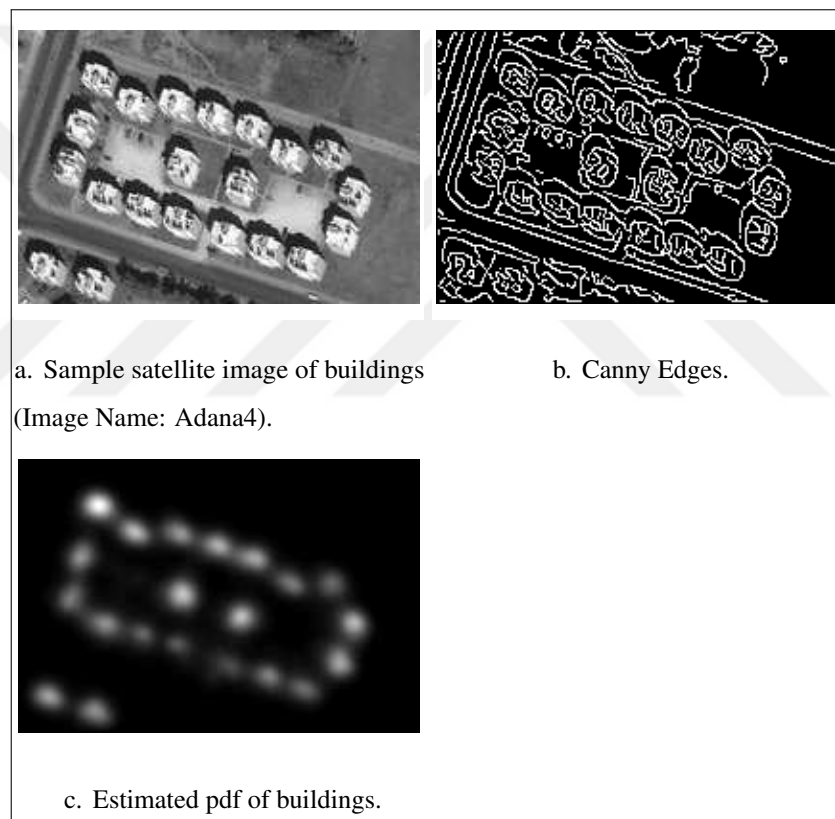 a. Sample satellite image of buildings
(Image Name: Adana4).
b. Canny Edges.
c. Estimated pdf of buildings.